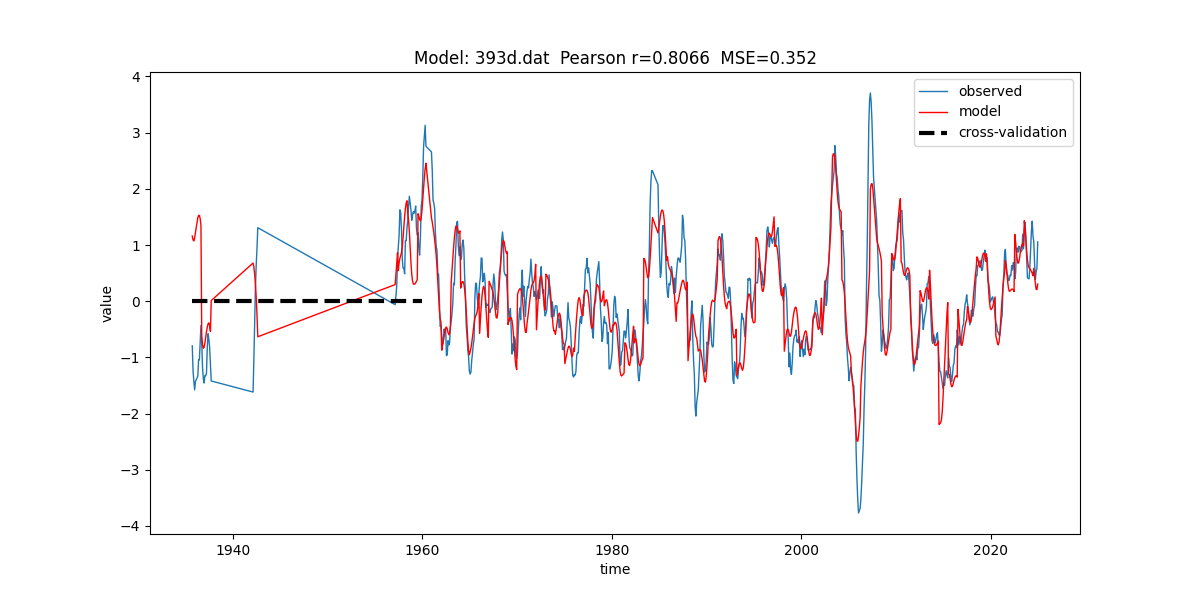 Model: 393d.dat  Pearson r=0.8066  MSE=0.352
observed
model
cross-validation
value
4
3
2
1
0
−1
−2
−3
−4
1940
1960
1980
2000
2020
time